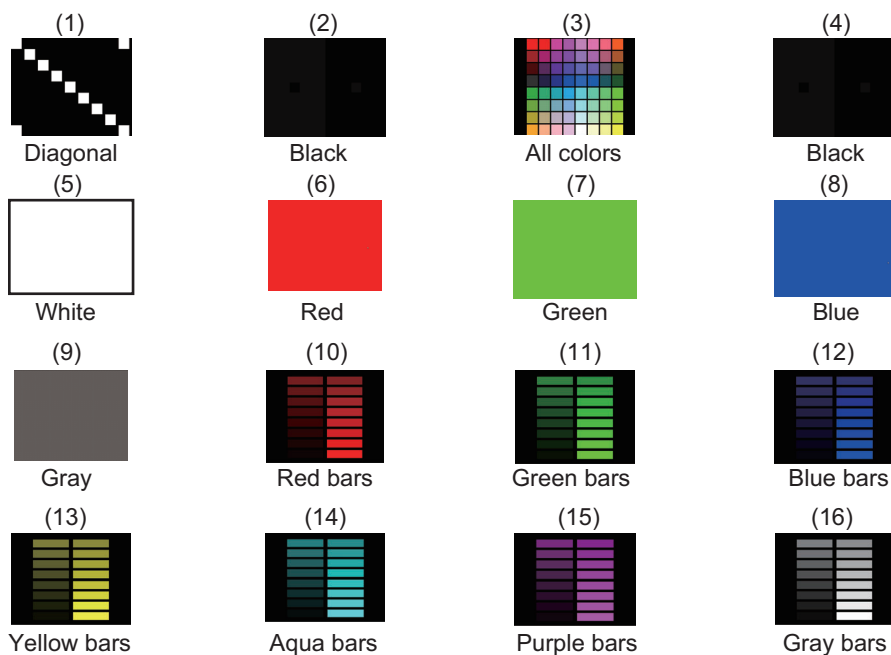 (1) (2) (3) (4)
Diagonal Black All colors Black
(5) (6) (7) (8)
White Red Green Blue
(9) (10) (11) (12)
Gray Red bars Green bars Blue bars
(13) (14) (15) (16)
Yellow bars Aqua bars Purple bars Gray bars